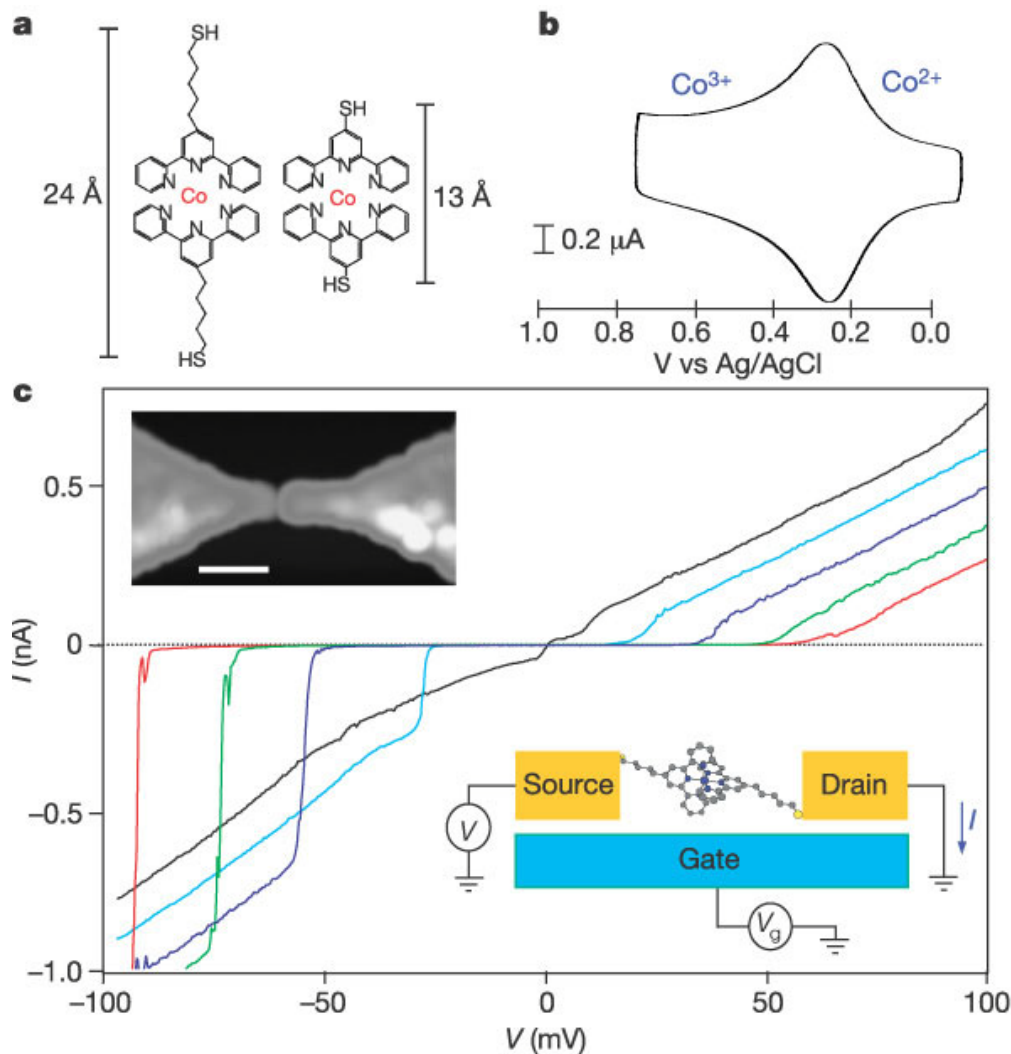 a
SH
N
N
N
Co
N
N
N
HS
24 Å
SH
N
N
N
Co
N
N
N
HS
13 Å
b
Co3+
Co2+
0.2 μA
1.0
0.8
0.6
0.4
0.2
0.0
V vs Ag/AgCl
c
0.5
0
−0.5
−1.0
I (nA)
Source
Drain
Gate
V
I
Vg
−100
−50
0
50
100
V (mV)